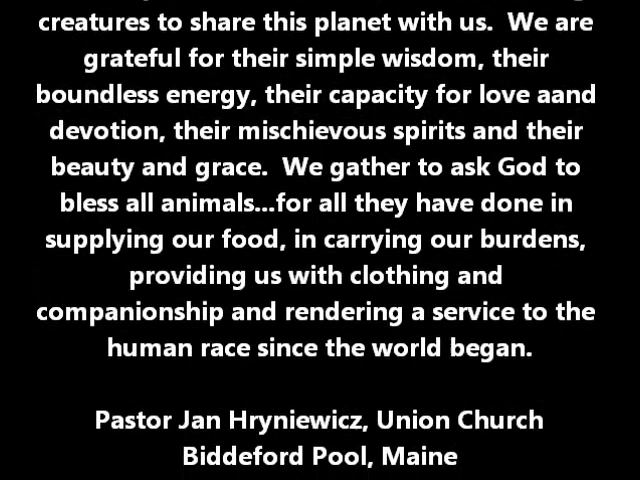 creatures to share this planet with us.  We are
grateful for their simple wisdom, their
boundless energy, their capacity for love aand
devotion, their mischievous spirits and their
beauty and grace.  We gather to ask God to
bless all animals...for all they have done in
supplying our food, in carrying our burdens,
providing us with clothing and
companionship and rendering a service to the
human race since the world began.
Pastor Jan Hryniewicz, Union Church
Biddeford Pool, Maine